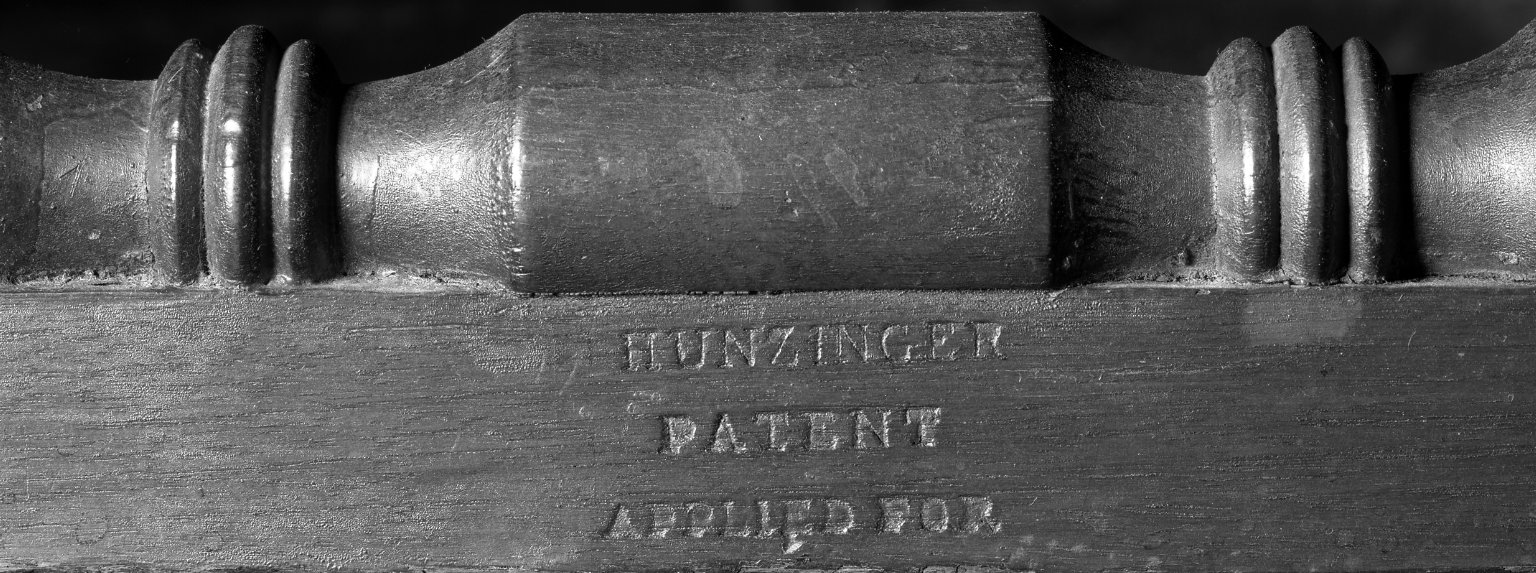 HUNZINGER
PATENT
APPLIED FOR